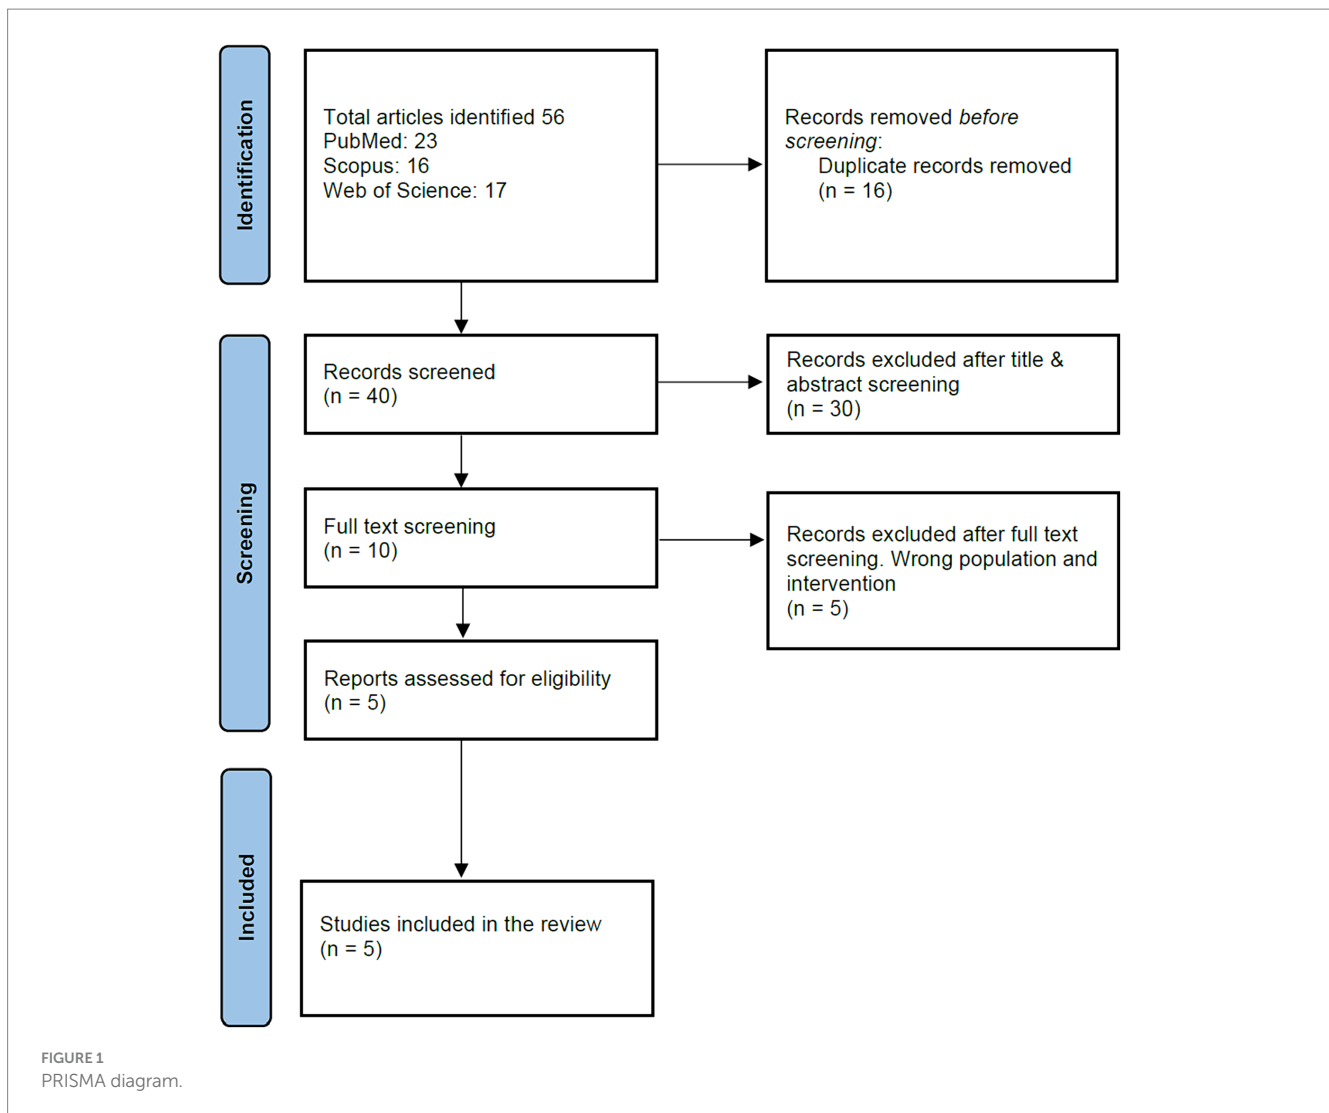 Identification
Total articles identified 56
PubMed: 23
Scopus: 16
Web of Science: 17
Records removed before
screening:
Duplicate records removed
(n = 16)
Screening
Records screened
(n = 40)
Records excluded after title &
abstract screening
(n = 30)
Full text screening
(n = 10)
Records excluded after full text
screening. Wrong population and
intervention
(n = 5)
Reports assessed for eligibility
(n = 5)
Included
Studies included in the review
(n = 5)
FIGURE 1
PRISMA diagram.